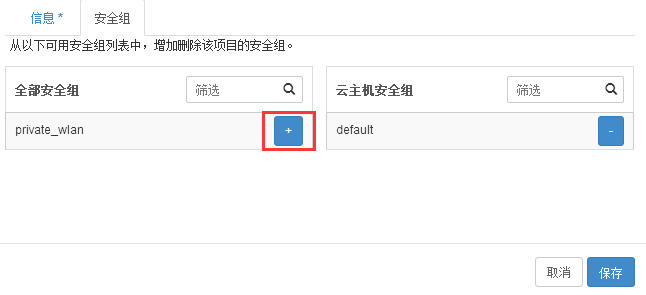 信息 * 安全组
从以下可用安全组列表中，增加删除该项目的安全组。
全部安全组 筛选 云主机安全组 筛选
private_wlan + default -
取消 保存